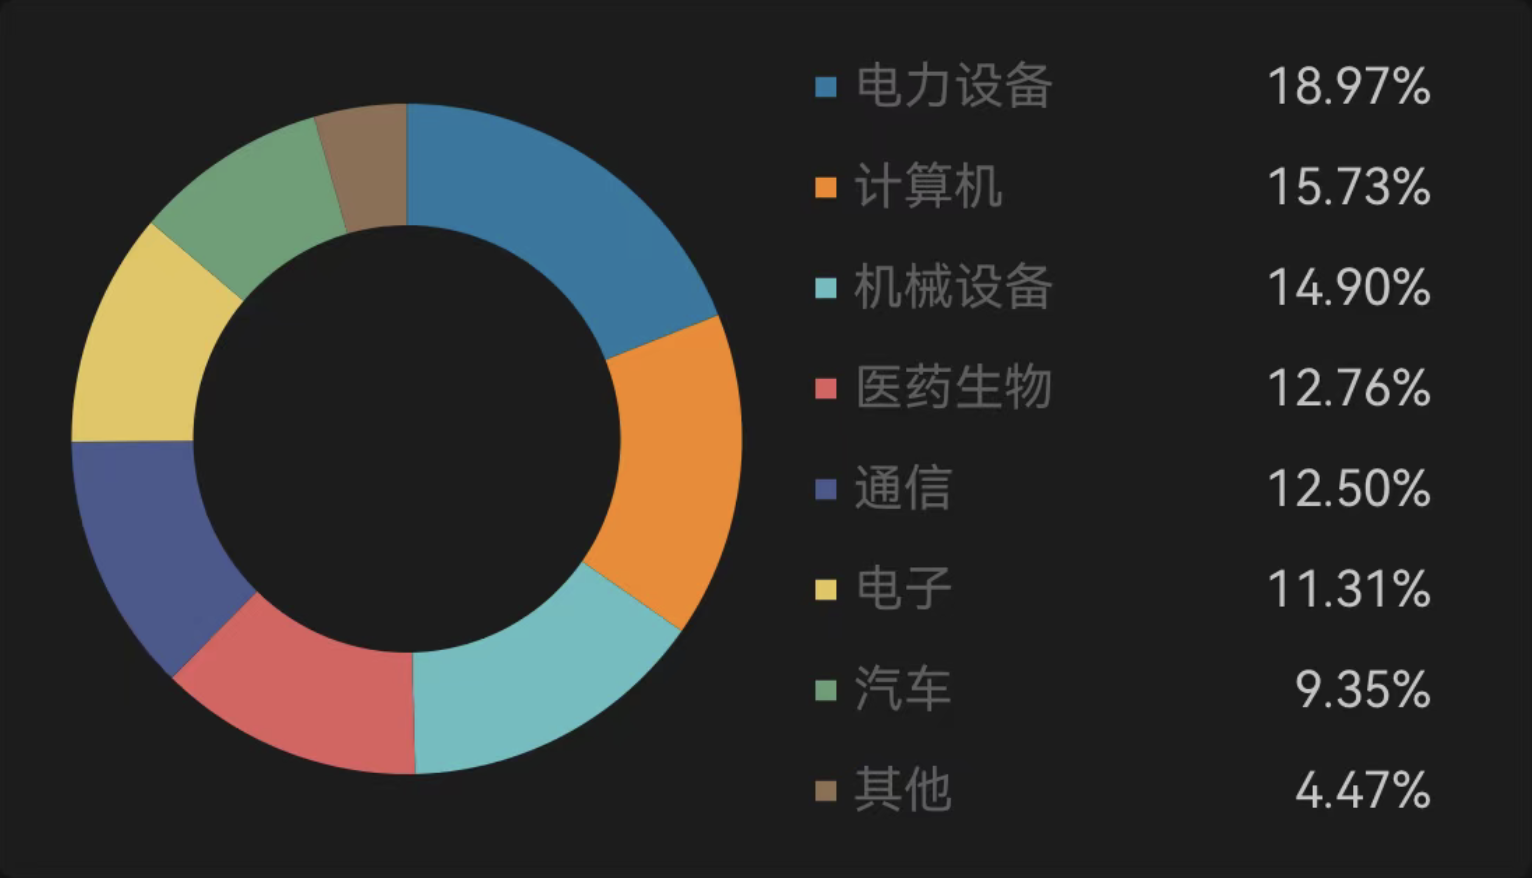 电力设备 18.97%
计算机 15.73%
机械设备 14.90%
医药生物 12.76%
通信 12.50%
电子 11.31%
汽车 9.35%
其他 4.47%